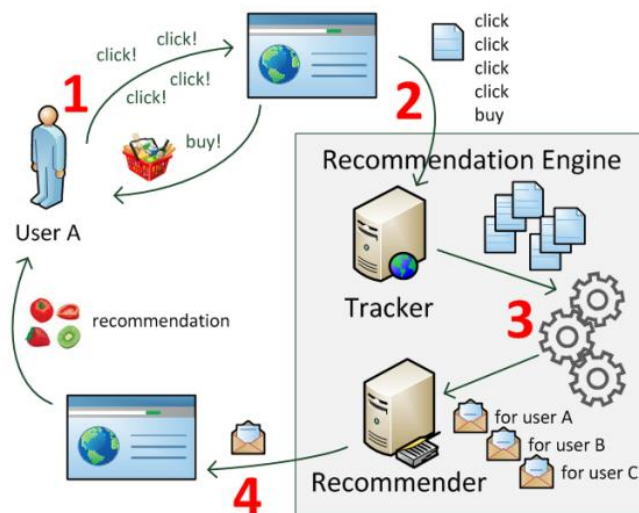 click!
click!
click!
click!
1
2
click
click
click
click
buy
buy!
User A
Recommendation Engine
Tracker
3
recommendation
Recommender
for user A
for user B
for user C
4